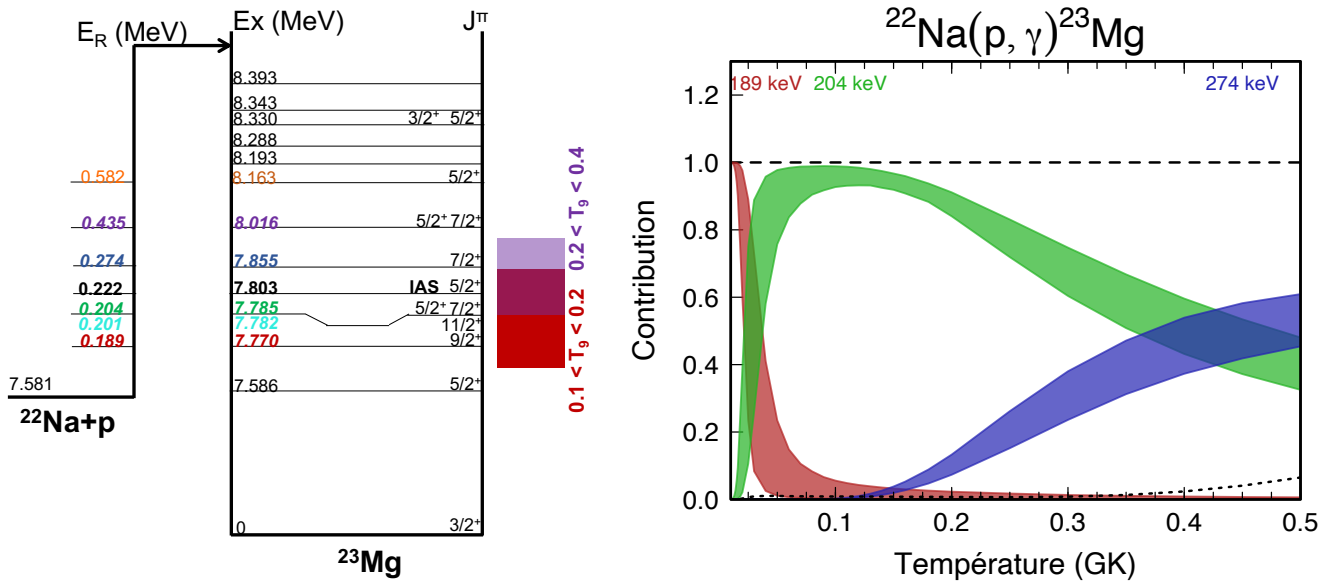 E_R (MeV)
Ex (MeV)
J^π
8.393
8.343
8.330 3/2⁺ 5/2⁺
8.288
8.193
0.582 8.163 5/2⁺
0.435 8.016 5/2⁺ 7/2⁺
0.274 7.855 7/2⁺
0.222 7.803 IAS 5/2⁺
0.204 7.785 5/2⁺ 7/2⁺
0.201 7.782 11/2⁺
0.189 7.770 9/2⁺
7.581 7.586 5/2⁺
²²Na+p
0 3/2⁺
²³Mg
0.2 < T₉ < 0.4
0.1 < T₉ < 0.2
²²Na(p, γ)²³Mg
189 keV 204 keV 274 keV
1.2
1.0
0.8
0.6
0.4
0.2
0.0
Contribution
0.1 0.2 0.3 0.4 0.5
Température (GK)